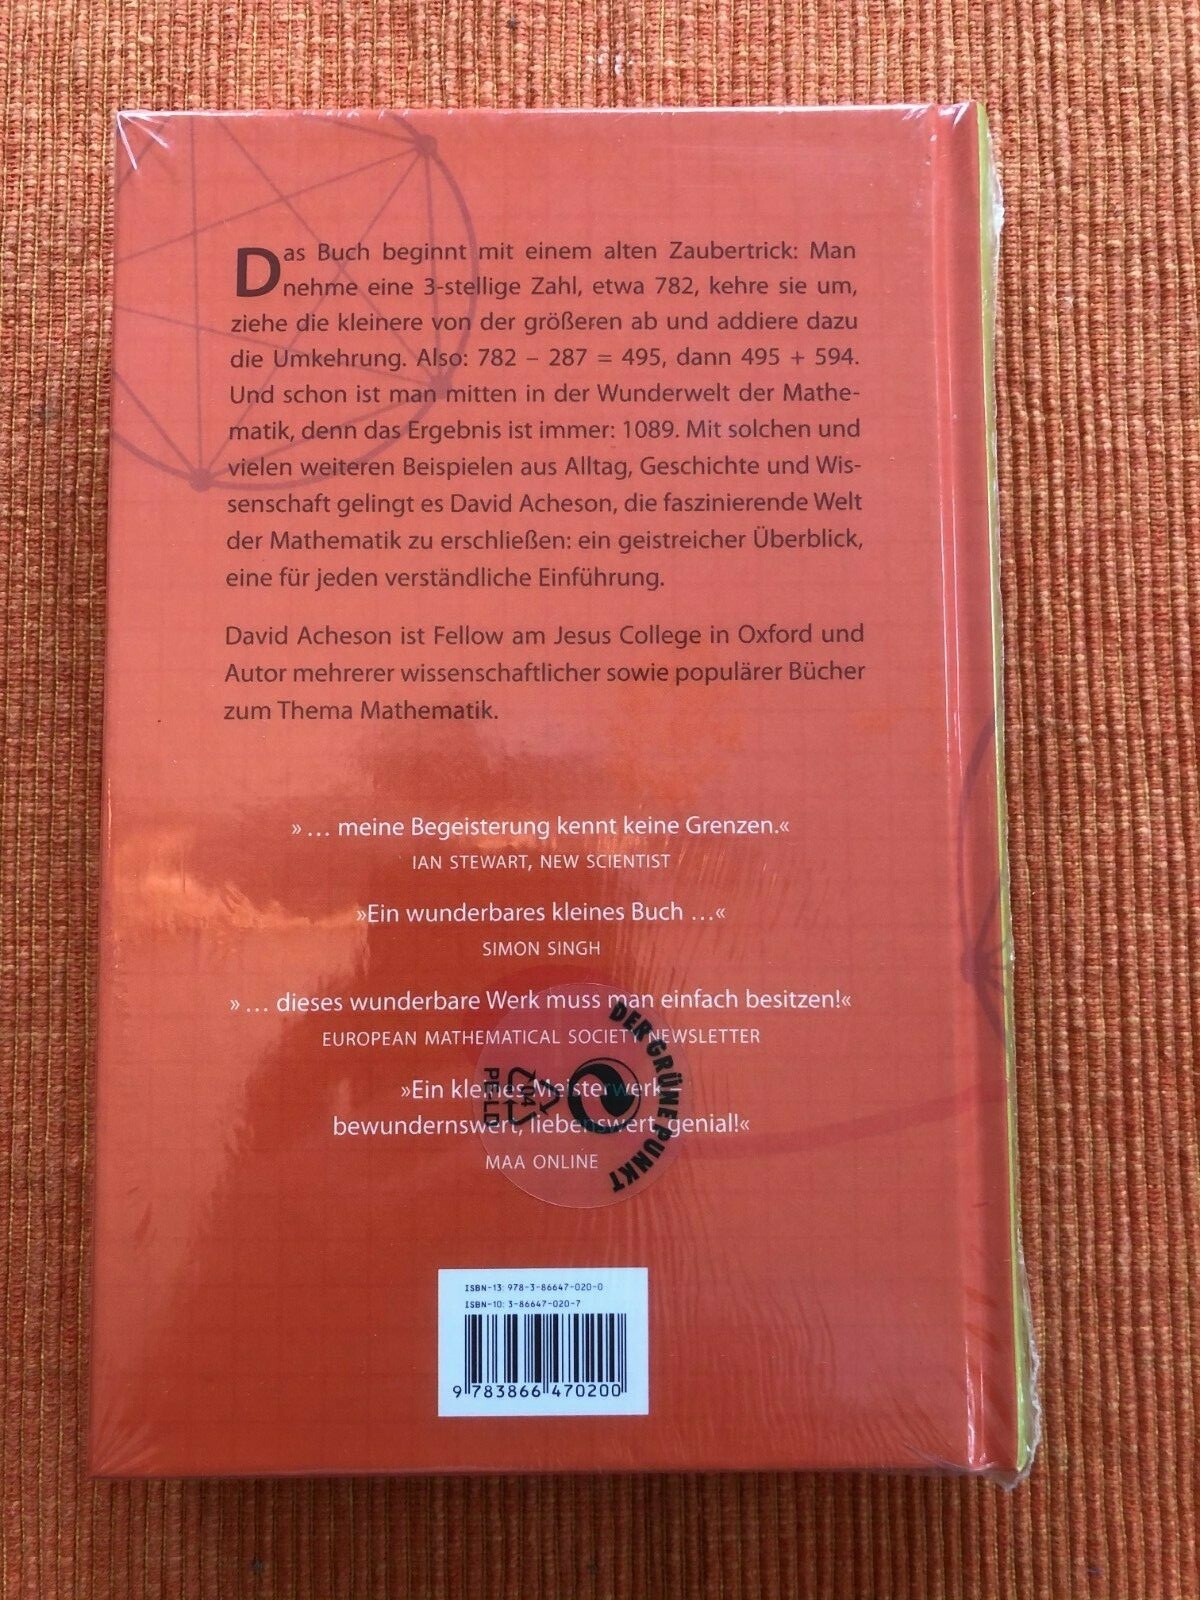 Das Buch beginnt mit einem alten Zaubertrick: Man
nehme eine 3-stellige Zahl, etwa 782, kehre sie um,
ziehe die kleinere von der größeren ab und addiere dazu
die Umkehrung. Also: 782 – 287 = 495, dann 495 + 594.
Und schon ist man mitten in der Wunderwelt der Mathe-
matik, denn das Ergebnis ist immer: 1089. Mit solchen und
vielen weiteren Beispielen aus Alltag, Geschichte und Wis-
senschaft gelingt es David Acheson, die faszinierende Welt
der Mathematik zu erschließen: ein geistreicher Überblick,
eine für jeden verständliche Einführung.
David Acheson ist Fellow am Jesus College in Oxford und
Autor mehrerer wissenschaftlicher sowie populärer Bücher
zum Thema Mathematik.
»… meine Begeisterung kennt keine Grenzen.«
IAN STEWART, NEW SCIENTIST
»Ein wunderbares kleines Buch …«
SIMON SINGH
»… dieses wunderbare Werk muss man einfach besitzen!«
EUROPEAN MATHEMATICAL SOCIETY NEWSLETTER
»Ein kleines Meisterwerk –
bewundernswert, liebenswert, genial!«
MAA ONLINE
DER GRÜNE PUNKT
04
PE-LD
ISBN-13: 978-3-86647-020-0
ISBN-10: 3-86647-020-7
9 783866 470200